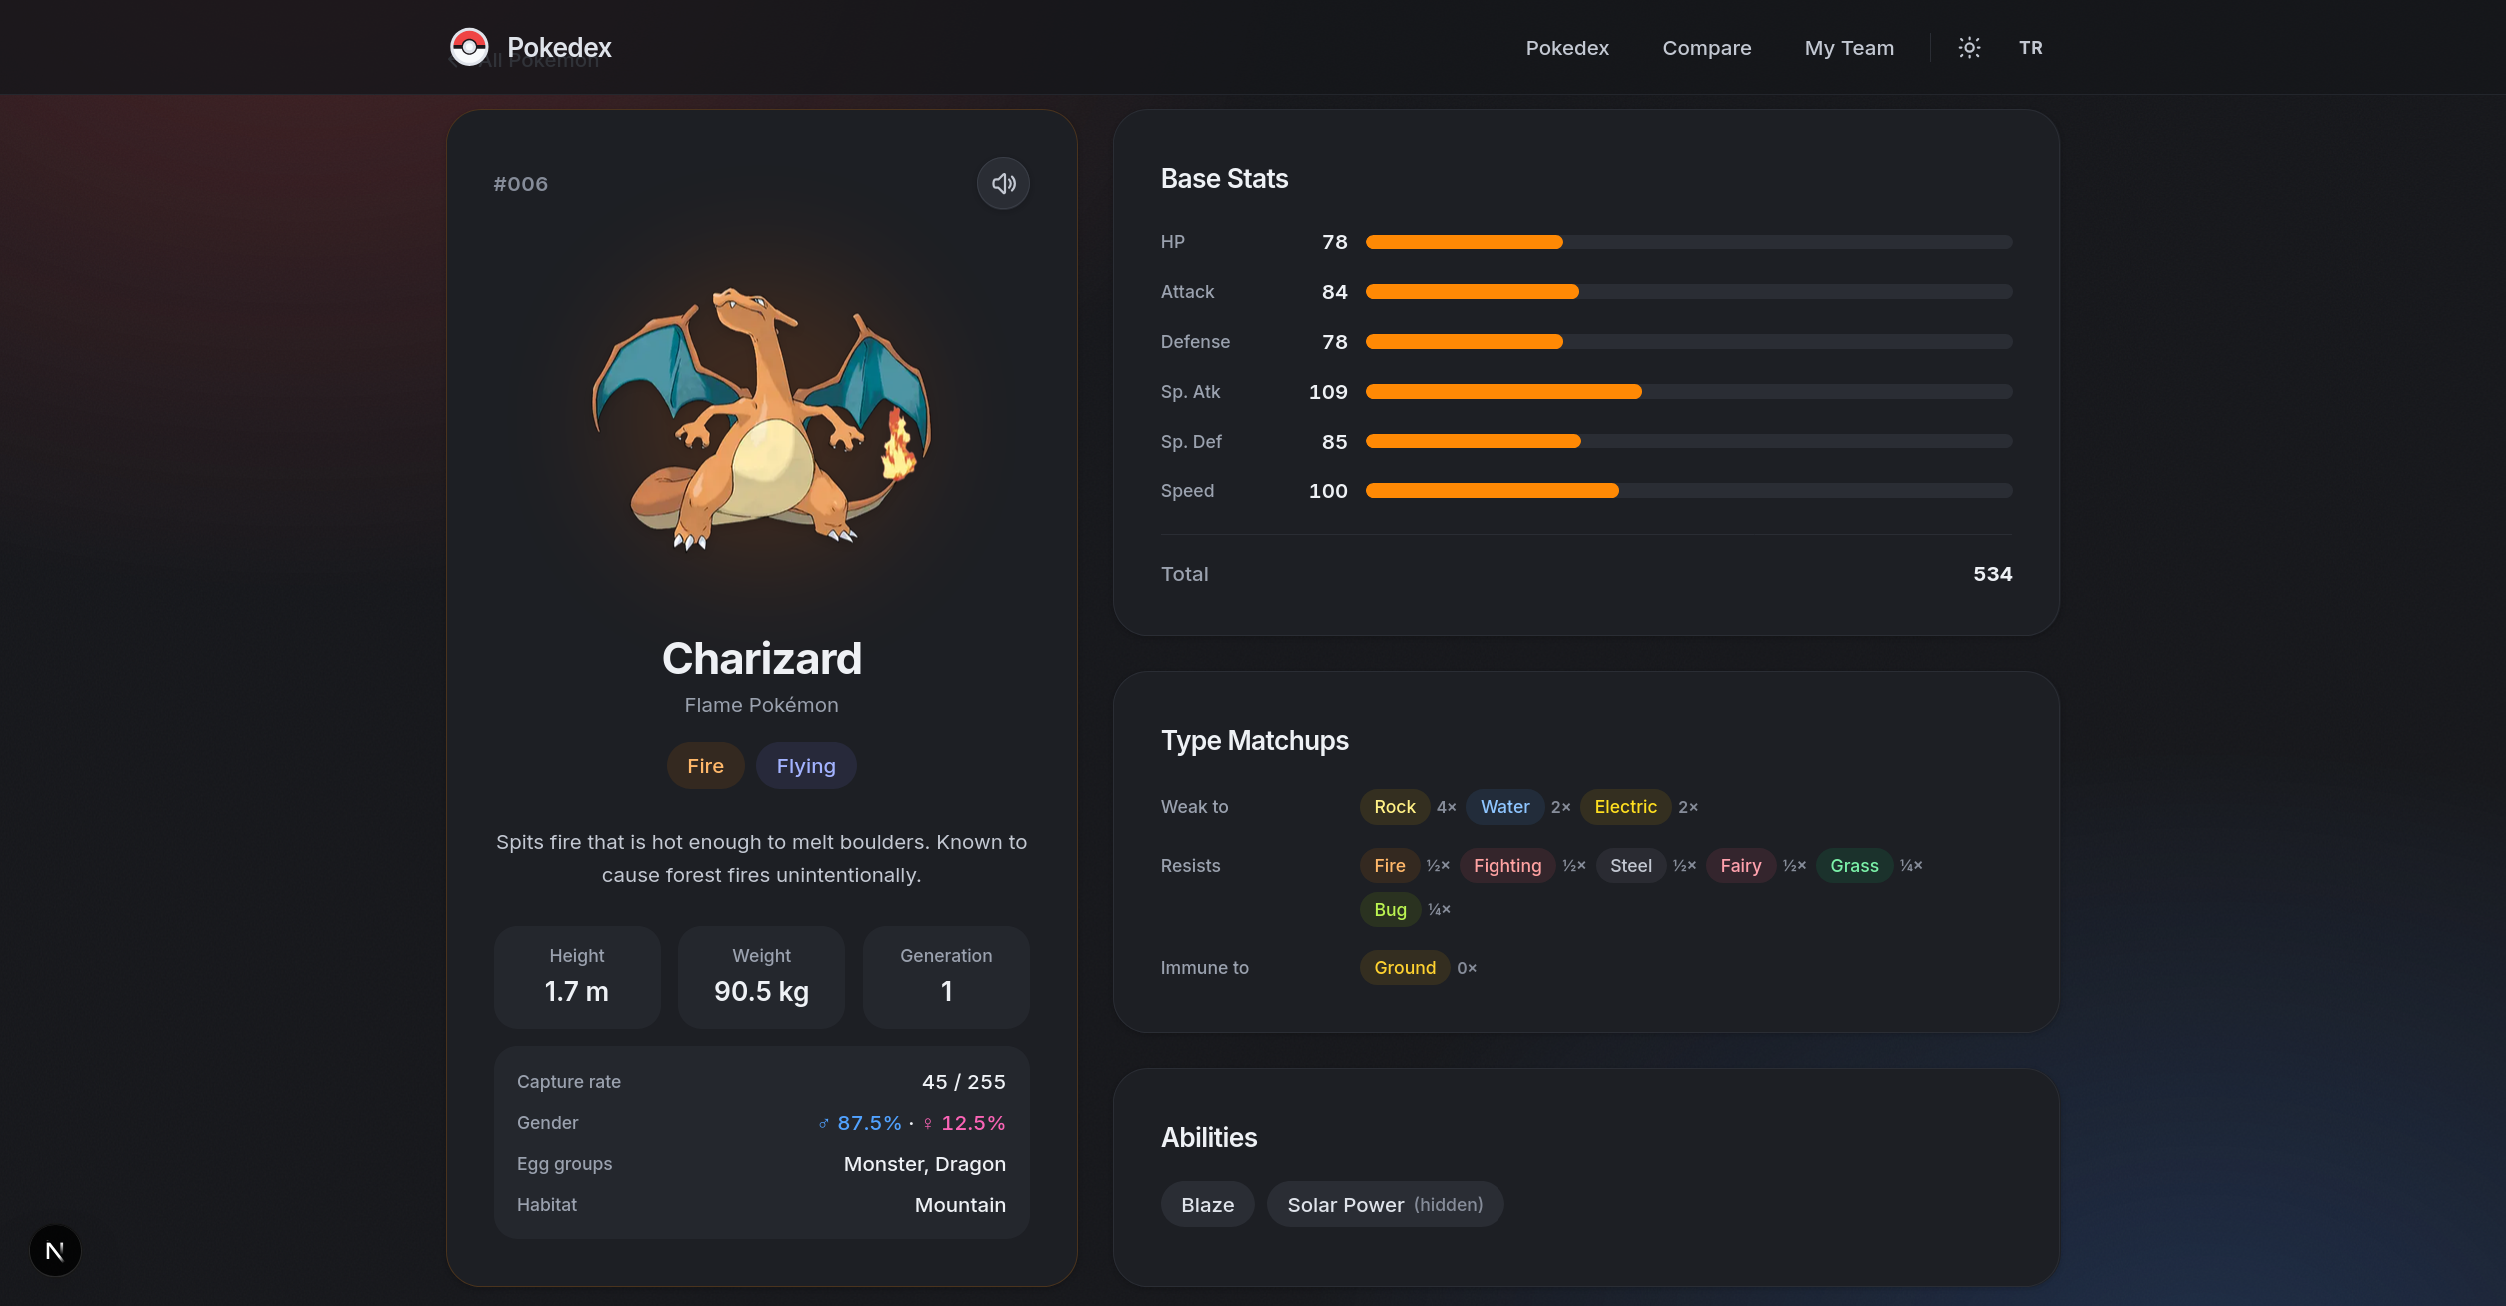 Pokedex
Pokedex Compare My Team TR
All Pokémon
#006
Charizard
Flame Pokémon
Fire Flying
Spits fire that is hot enough to melt boulders. Known to
cause forest fires unintentionally.
Height Weight Generation
1.7 m 90.5 kg 1
Capture rate 45 / 255
Gender ♂ 87.5% · ♀ 12.5%
Egg groups Monster, Dragon
Habitat Mountain
N
Base Stats
HP 78
Attack 84
Defense 78
Sp. Atk 109
Sp. Def 85
Speed 100
Total 534
Type Matchups
Weak to Rock 4× Water 2× Electric 2×
Resists Fire ½× Fighting ½× Steel ½× Fairy ½× Grass ¼×
Bug ¼×
Immune to Ground 0×
Abilities
Blaze Solar Power (hidden)